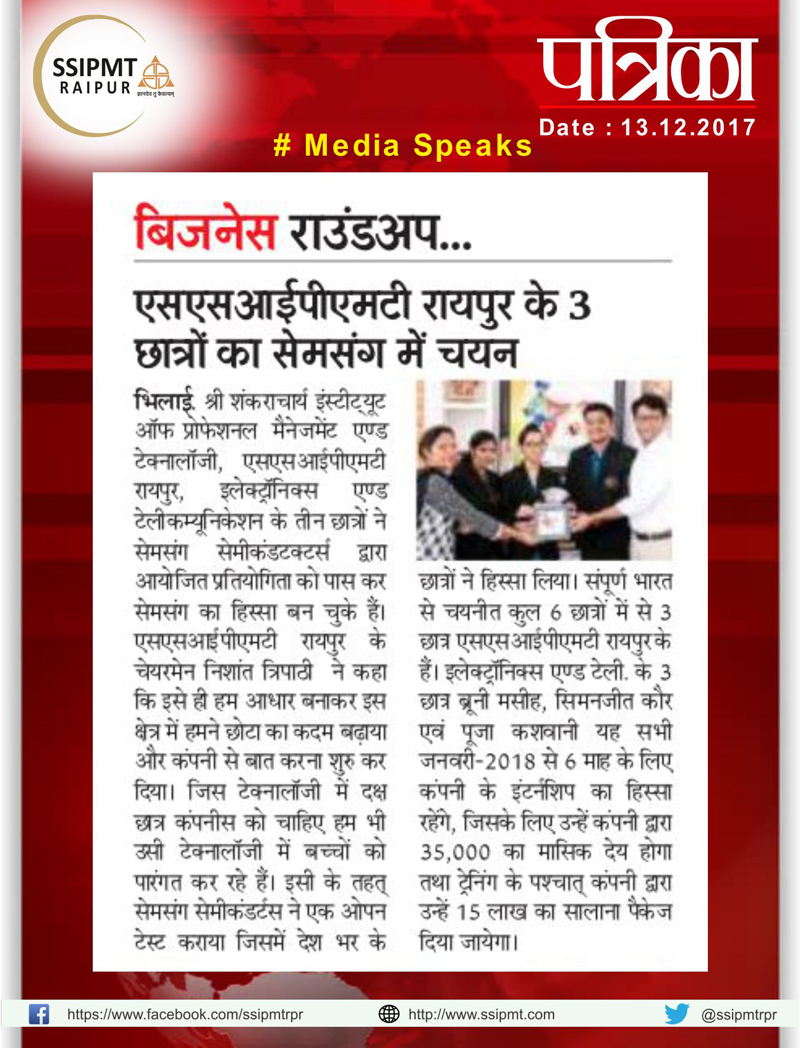 SSIPMT
RAIPUR
ज्ञानादेव तु कैवल्यम्
पत्रिका
Date : 13.12.2017
# Media Speaks
बिजनेस राउंडअप...
एसएसआईपीएमटी रायपुर के 3
छात्रों का सेमसंग में चयन
भिलाई. श्री शंकराचार्य इंस्टीट्यूट
ऑफ प्रोफेशनल मैनेजमेंट एण्ड
टेक्नालॉजी, एसएसआईपीएमटी
रायपुर, इलेक्ट्रॉनिक्स एण्ड
टेलीकम्यूनिकेशन के तीन छात्रों ने
सेमसंग सेमीकंडटक्टर्स द्वारा
आयोजित प्रतियोगिता को पास कर
सेमसंग का हिस्सा बन चुके हैं।
एसएसआईपीएमटी रायपुर के
चेयरमेन निशांत त्रिपाठी ने कहा
कि इसे ही हम आधार बनाकर इस
क्षेत्र में हमने छोटा का कदम बढ़ाया
और कंपनी से बात करना शुरु कर
दिया। जिस टेक्नालॉजी में दक्ष
छात्र कंपनीस को चाहिए हम भी
उसी टेक्नालॉजी में बच्चों को
पारंगत कर रहे हैं। इसी के तहत्
सेमसंग सेमीकंडर्टस ने एक ओपन
टेस्ट कराया जिसमें देश भर के
छात्रों ने हिस्सा लिया। संपूर्ण भारत
से चयनीत कुल 6 छात्रों में से 3
छात्र एसएसआईपीएमटी रायपुर के
हैं। इलेक्ट्रॉनिक्स एण्ड टेली. के 3
छात्र ब्रूनी मसीह, सिमनजीत कौर
एवं पूजा कशवानी यह सभी
जनवरी-2018 से 6 माह के लिए
कंपनी के इंटर्नशिप का हिस्सा
रहेंगे, जिसके लिए उन्हें कंपनी द्वारा
35,000 का मासिक देय होगा
तथा ट्रेनिंग के पश्चात् कंपनी द्वारा
उन्हें 15 लाख का सालाना पैकेज
दिया जायेगा।
https://www.facebook.com/ssipmtrpr
http://www.ssipmt.com
@ssipmtrpr